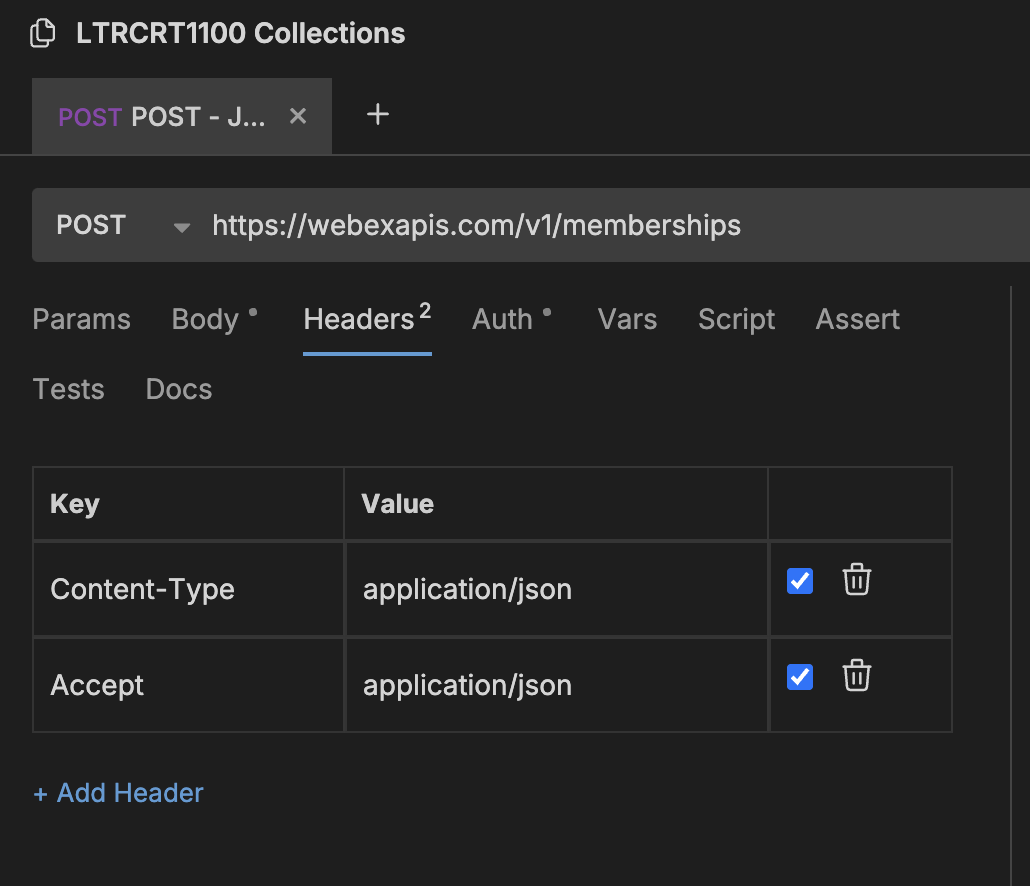 LTRCRT1100 Collections
POST POST - J... ✕ +
POST https://webexapis.com/v1/memberships
Params Body • Headers 2 Auth • Vars Script Assert
Tests Docs
Key Value
Content-Type application/json
Accept application/json
+ Add Header